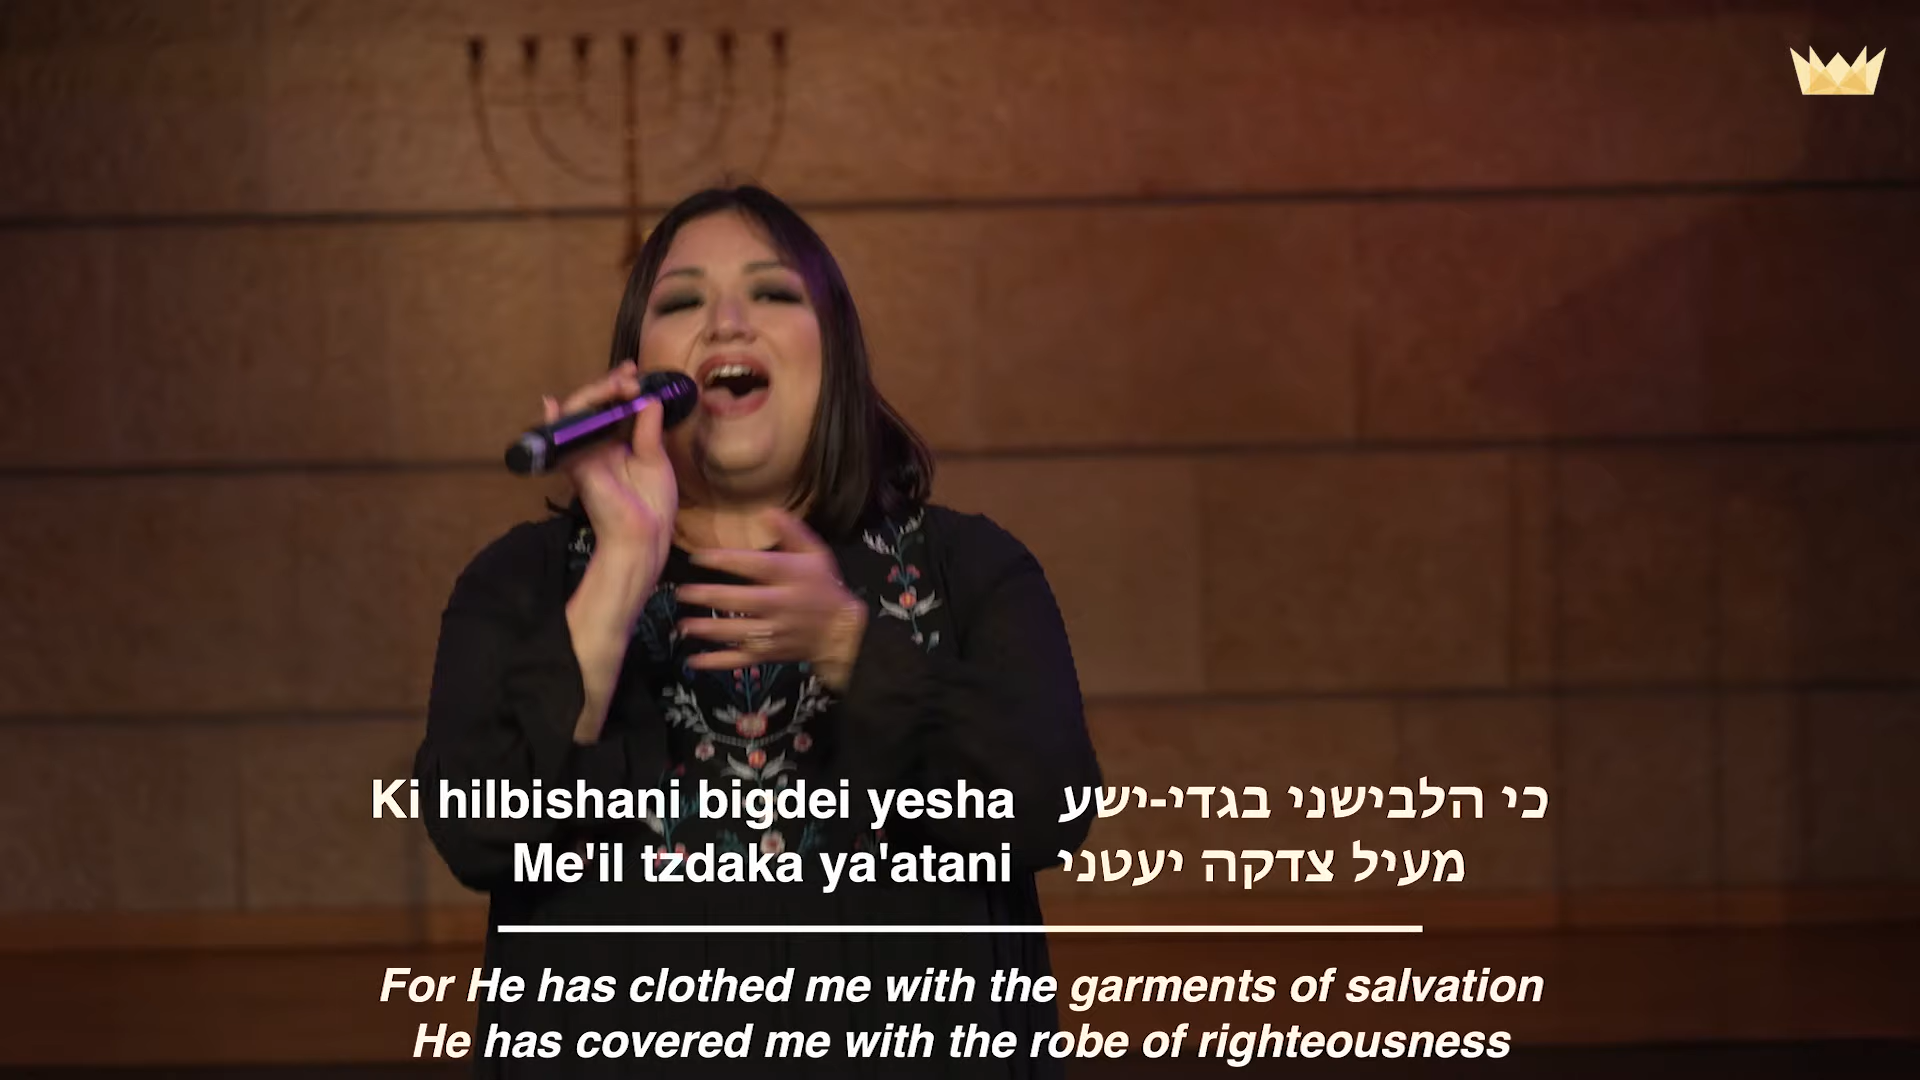 Ki hilbishani bigdei yesha כי הלבישני בגדי-ישע
Me'il tzdaka ya'atani מעיל צדקה יעטני
For He has clothed me with the garments of salvation
He has covered me with the robe of righteousness